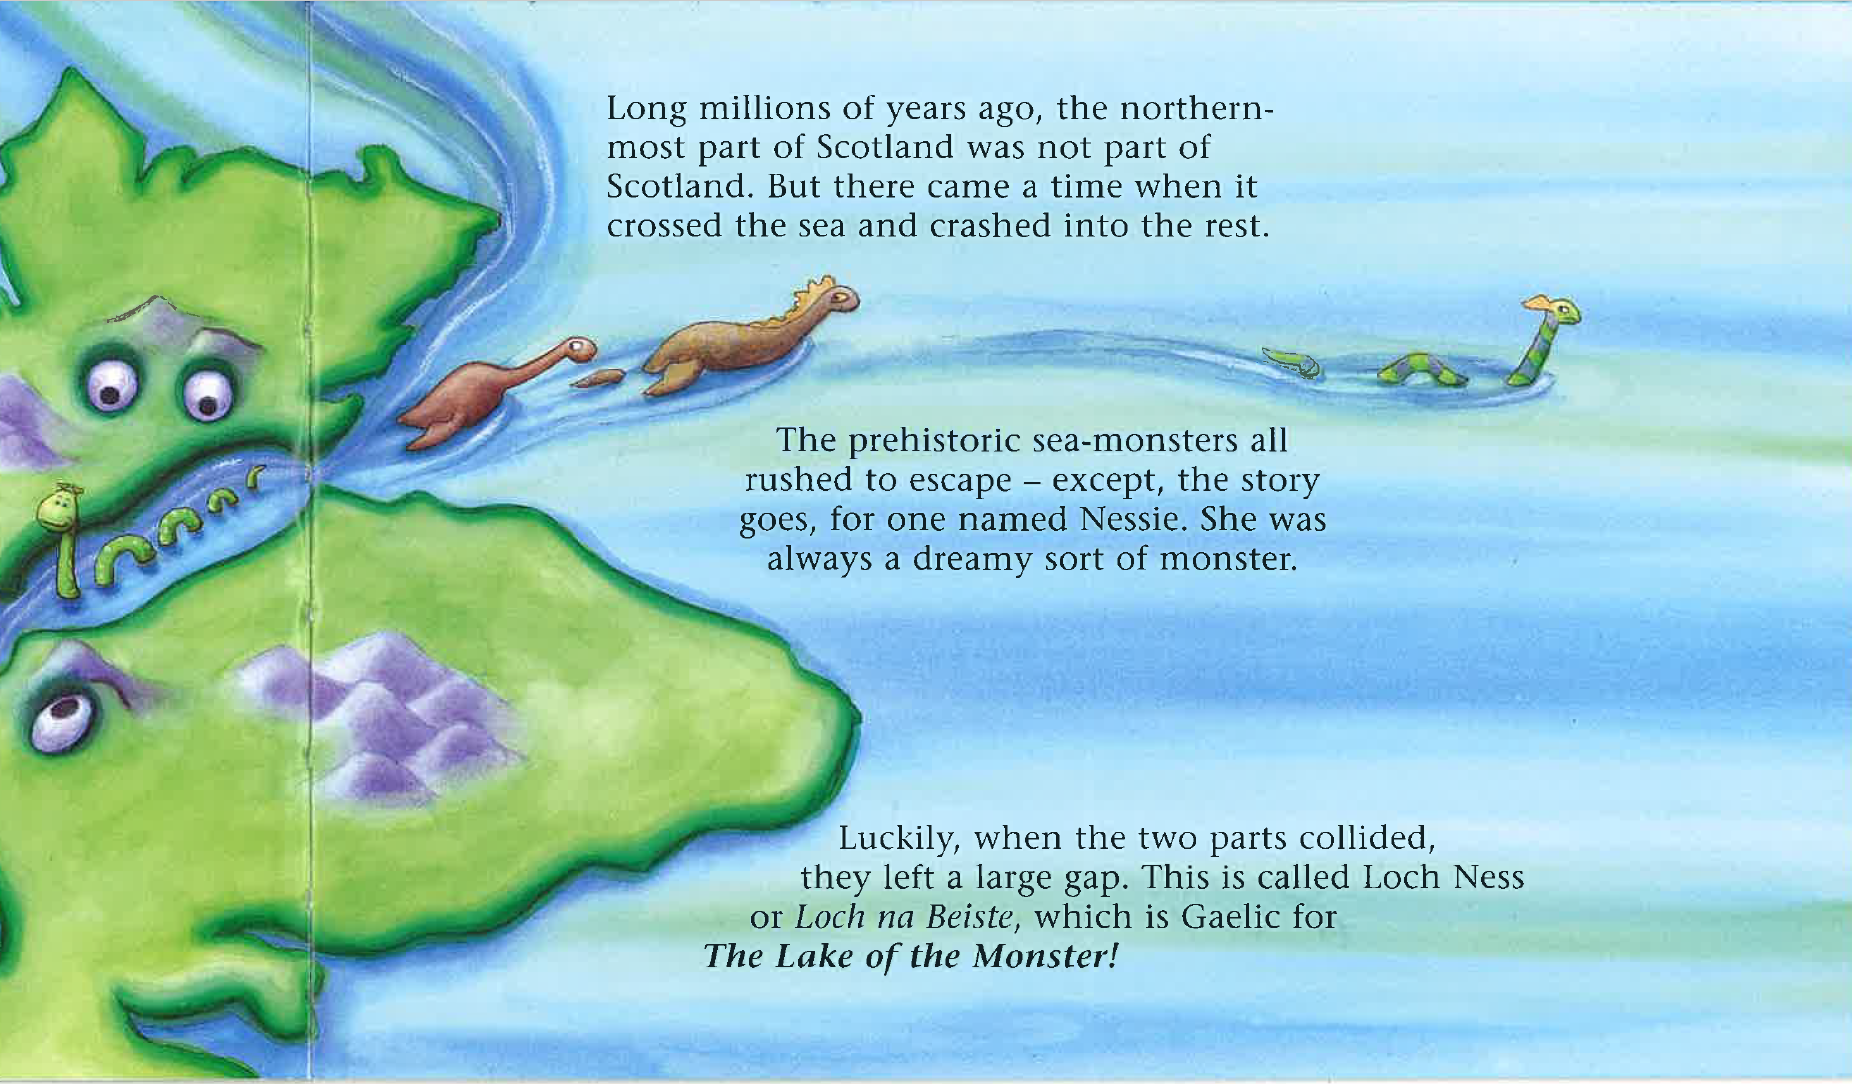 Long millions of years ago, the northern-
most part of Scotland was not part of
Scotland. But there came a time when it
crossed the sea and crashed into the rest.
The prehistoric sea-monsters all
rushed to escape – except, the story
goes, for one named Nessie. She was
always a dreamy sort of monster.
Luckily, when the two parts collided,
they left a large gap. This is called Loch Ness
or Loch na Beiste, which is Gaelic for
The Lake of the Monster!